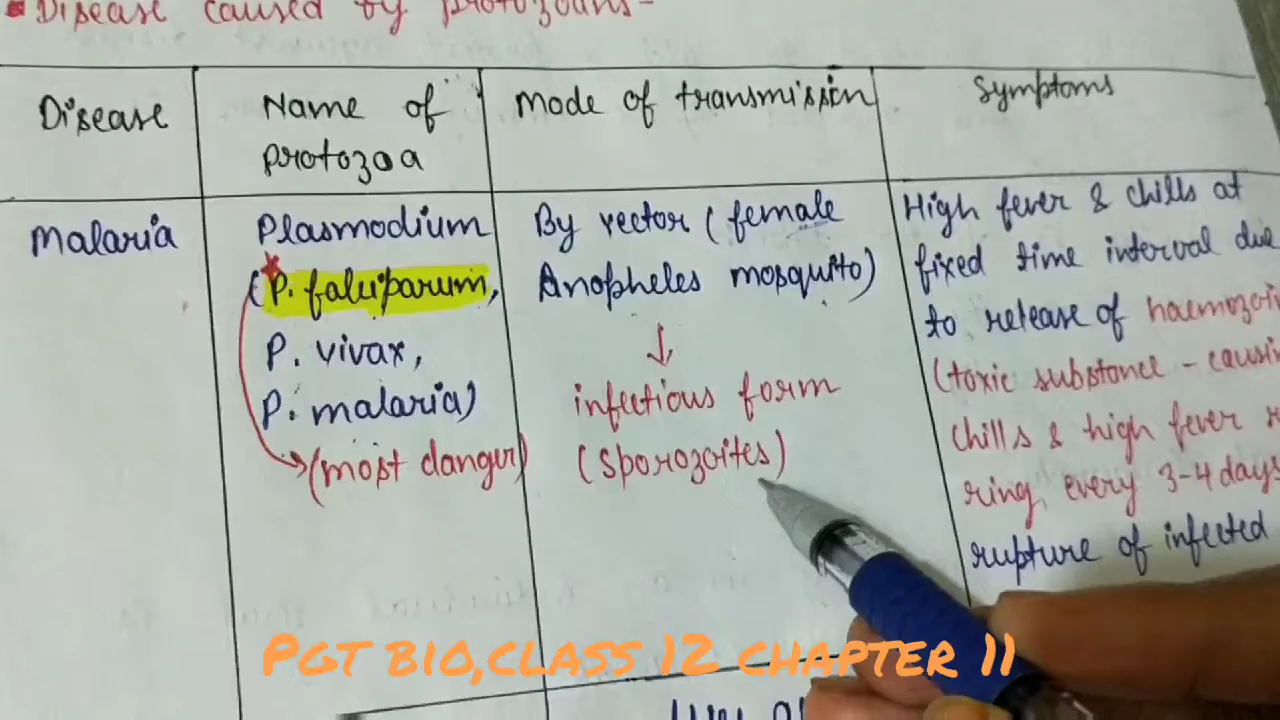 Disease caused by protozoans-
Disease
Name of
protozoa
Mode of transmission
Symptoms
Malaria
Plasmodium
(P. falciparum,
P. vivax,
P. malaria)
(most danger)
By vector (female
Anopheles mosquito)
infectious form
(sporozoites)
High fever & chills at
fixed time interval due
to release of haemozoi
(toxic substance - causi
chills & high fever r
ring, every 3-4 days
rupture of infected
PGT BIO,CLASS 12 CHAPTER 11